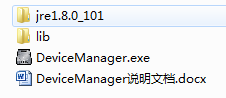 jre1.8.0_101
lib
DeviceManager.exe
DeviceManager说明文档.docx